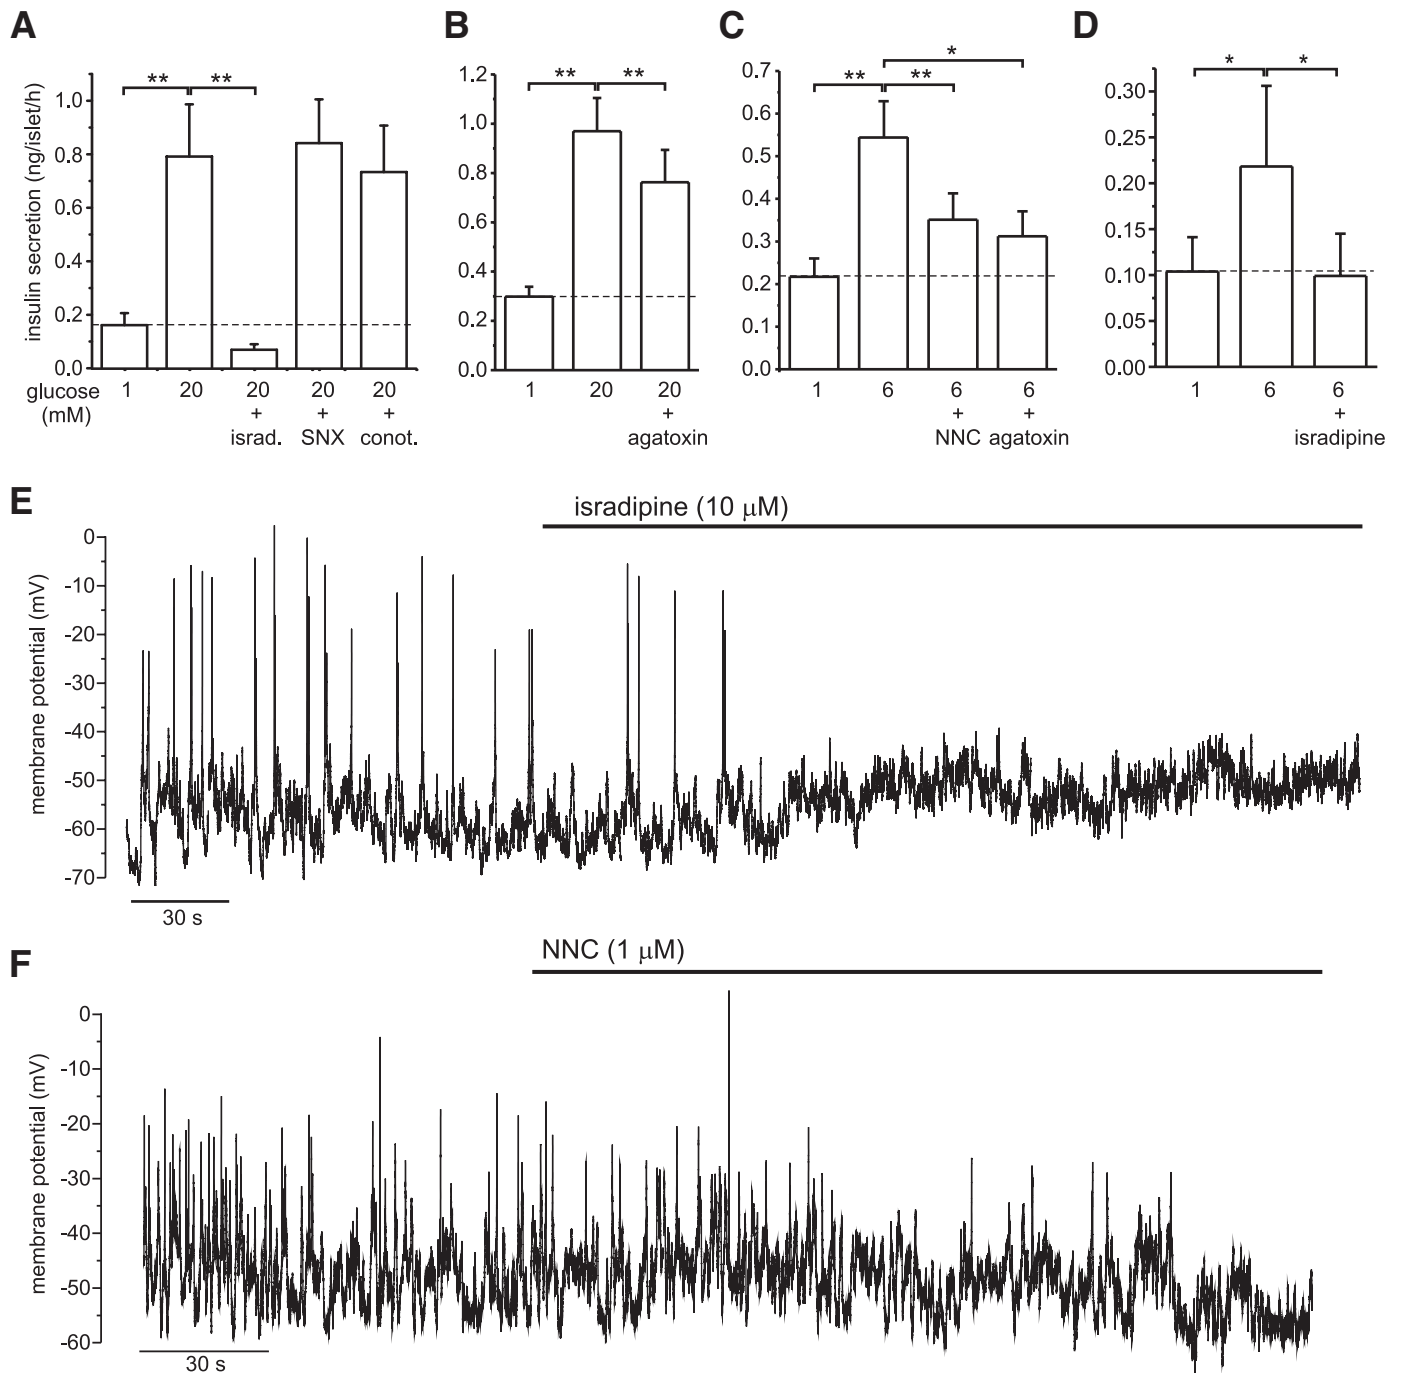 A
insulin secretion (ng/islet/h)
1.0
0.8
0.6
0.4
0.2
0.0
** **
glucose (mM)
1 20 20 20 20
+ + +
israd. SNX conot.
B
1.2
1.0
0.8
0.6
0.4
0.2
0.0
** **
1 20 20
+
agatoxin
C
0.7
0.6
0.5
0.4
0.3
0.2
0.1
0.0
*
** **
1 6 6 6
+ +
NNC agatoxin
D
0.30
0.25
0.20
0.15
0.10
0.05
0.00
* *
1 6 6
+
isradipine
E
isradipine (10 μM)
membrane potential (mV)
0
-10
-20
-30
-40
-50
-60
-70
30 s
F
NNC (1 μM)
membrane potential (mV)
0
-10
-20
-30
-40
-50
-60
30 s